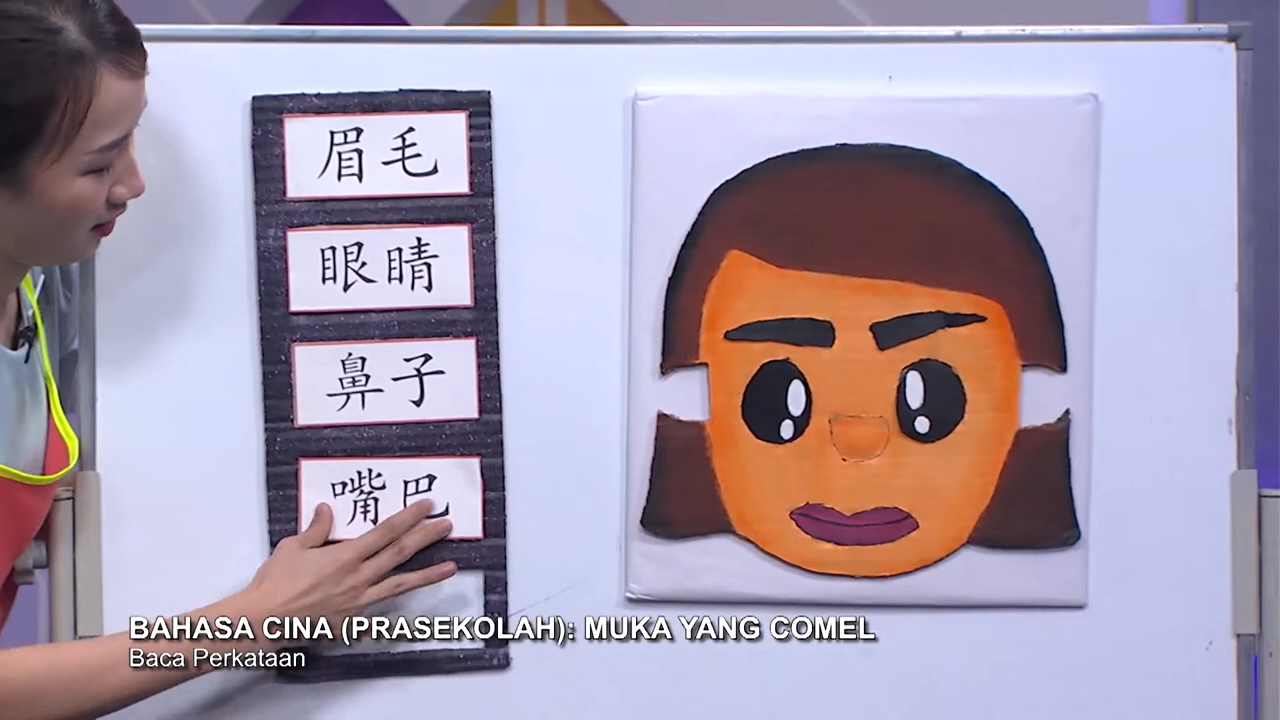 眉毛
眼睛
鼻子
嘴巴
BAHASA CINA (PRASEKOLAH): MUKA YANG COMEL
Baca Perkataan